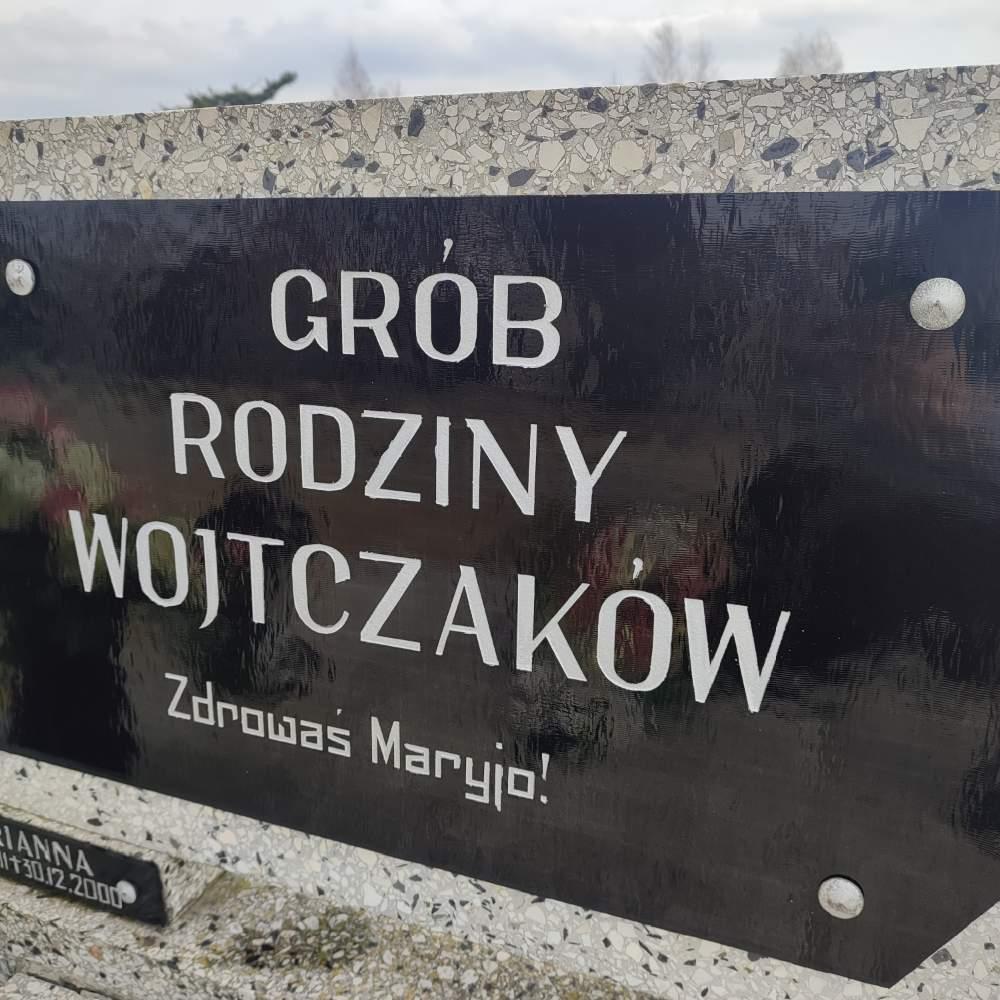 GRÓB
RODZINY
WOJTCZAKÓW
Zdrowaś Maryjo!
RIANNA
†30.12.2000